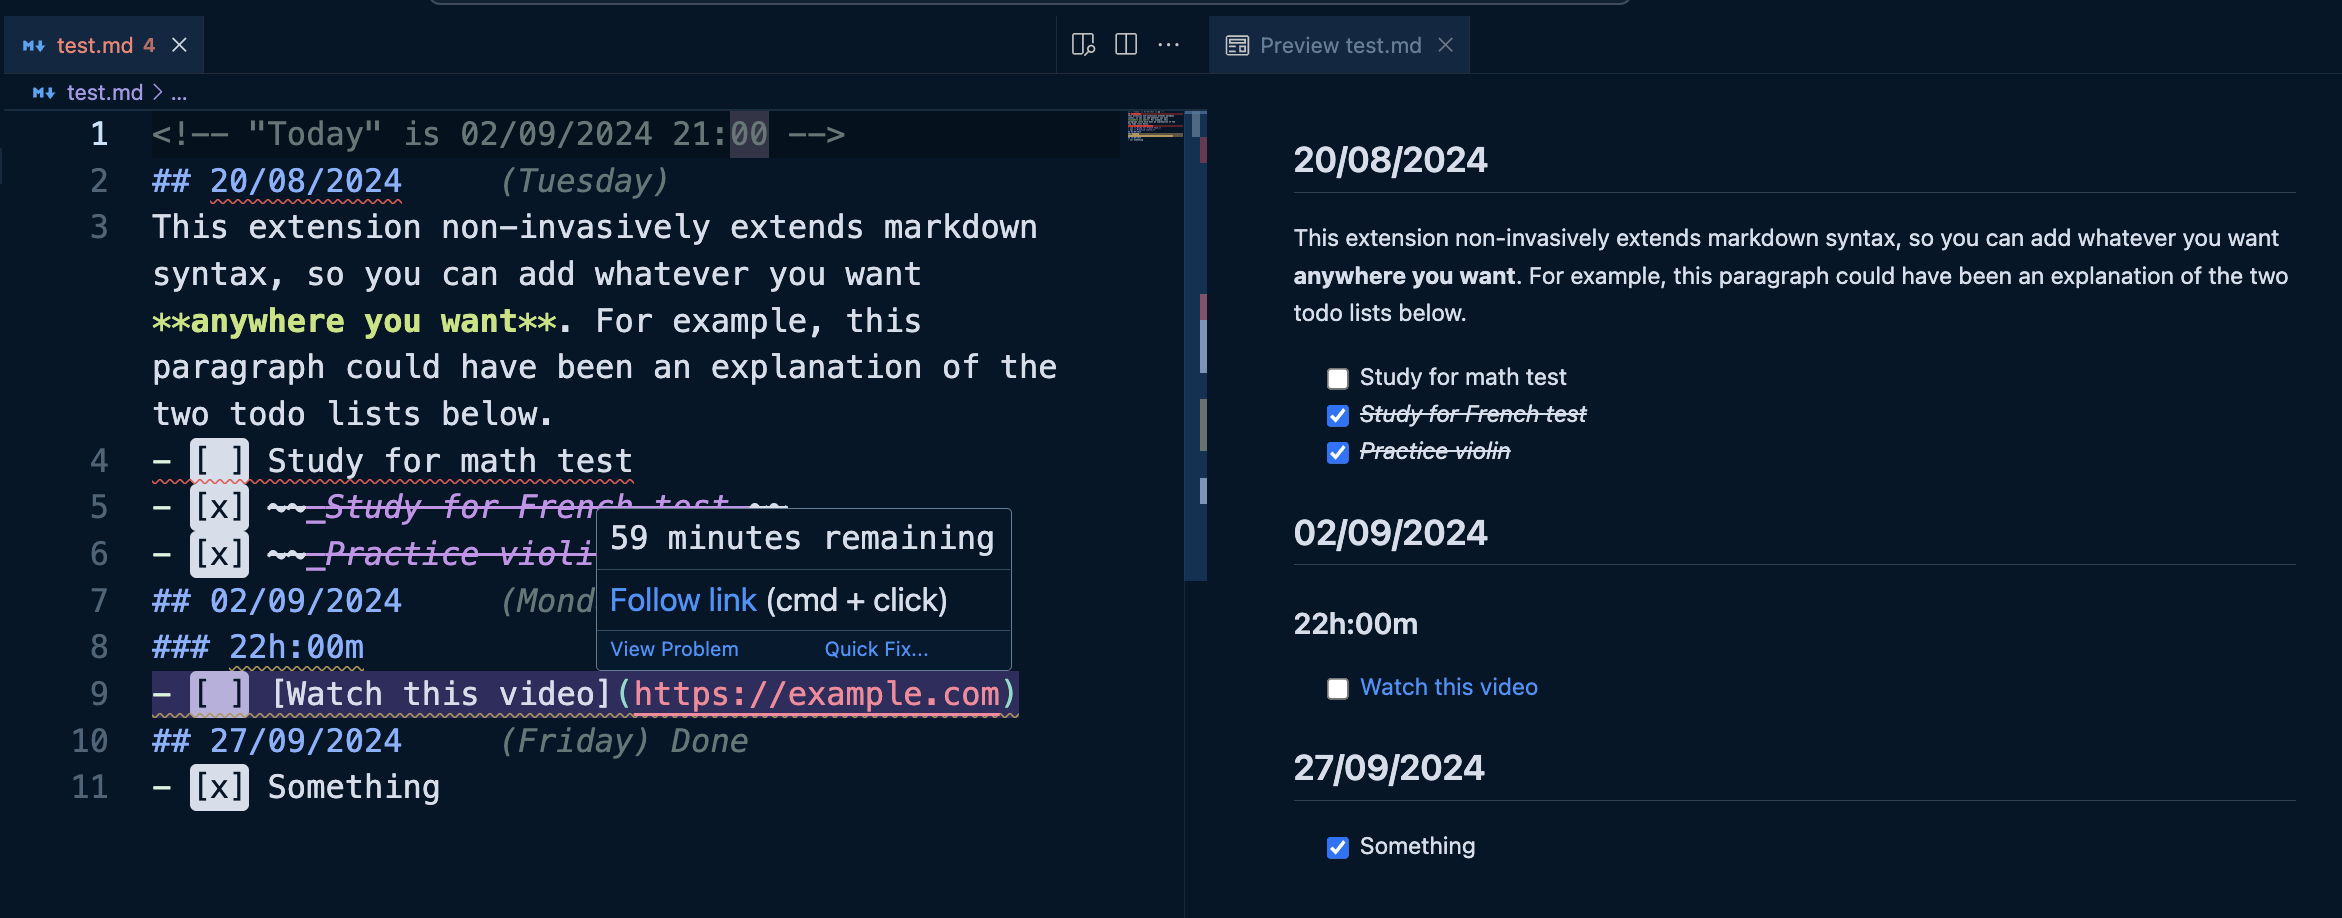 test.md 4
Preview test.md
test.md > ...
1 <!-- "Today" is 02/09/2024 21:00 -->
2 ## 20/08/2024 (Tuesday)
3 This extension non-invasively extends markdown
syntax, so you can add whatever you want
**anywhere you want**. For example, this
paragraph could have been an explanation of the
two todo lists below.
4 - [ ] Study for math test
5 - [x] ~~_Study for French test_~~
6 - [x] ~~_Practice violi
7 ## 02/09/2024 (Mond
8 ### 22h:00m
9 - [ ] [Watch this video](https://example.com)
10 ## 27/09/2024 (Friday) Done
11 - [x] Something
59 minutes remaining
Follow link (cmd + click)
View Problem Quick Fix...
20/08/2024
This extension non-invasively extends markdown syntax, so you can add whatever you want
anywhere you want. For example, this paragraph could have been an explanation of the two
todo lists below.
Study for math test
Study for French test
Practice violin
02/09/2024
22h:00m
Watch this video
27/09/2024
Something